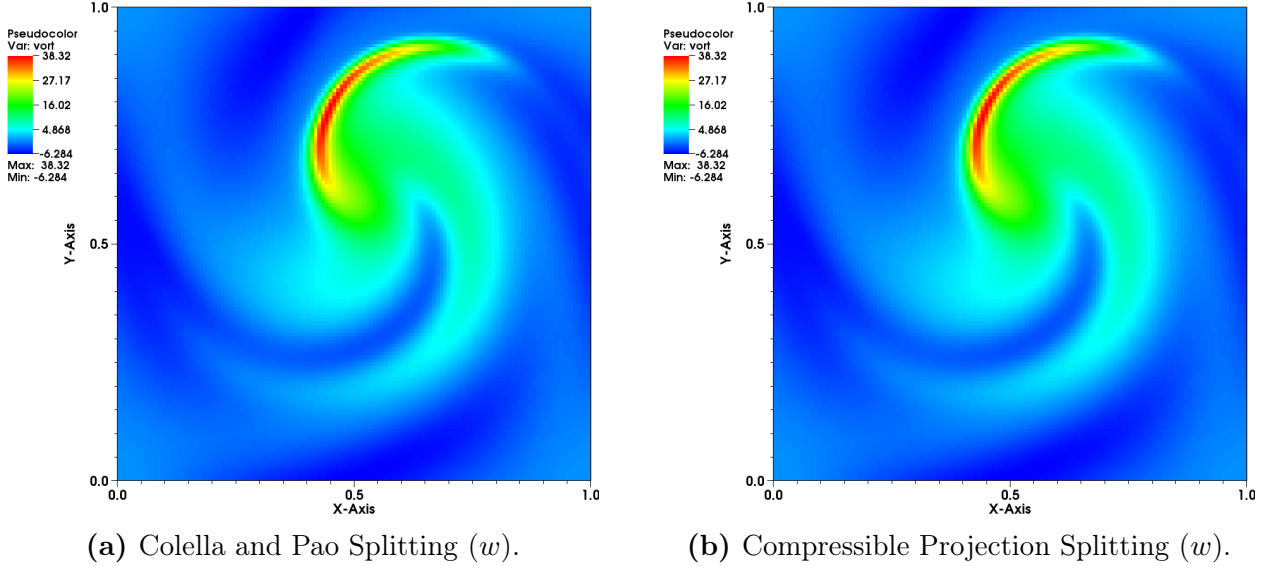 Pseudocolor
Var: vort
38.32
27.17
16.02
4.868
-6.284
Max: 38.32
Min: -6.284
1.0
0.5
0.0
Y-Axis
0.0
0.5
1.0
X-Axis
(a) Colella and Pao Splitting (w).
Pseudocolor
Var: vort
38.32
27.17
16.02
4.868
-6.284
Max: 38.32
Min: -6.284
1.0
0.5
0.0
Y-Axis
0.0
0.5
1.0
X-Axis
(b) Compressible Projection Splitting (w).